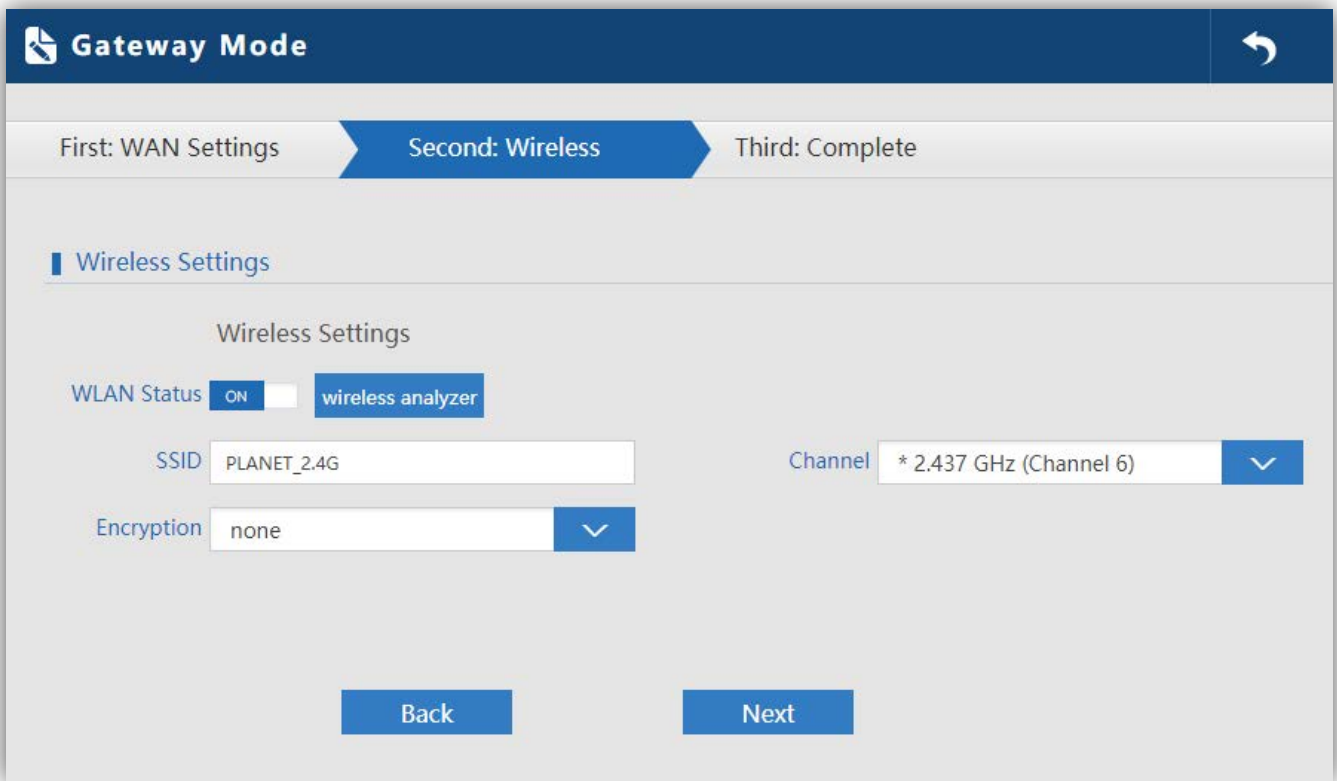 Gateway Mode
First: WAN Settings Second: Wireless Third: Complete
Wireless Settings
Wireless Settings
WLAN Status ON wireless analyzer
SSID PLANET_2.4G Channel * 2.437 GHz (Channel 6)
Encryption none
Back Next